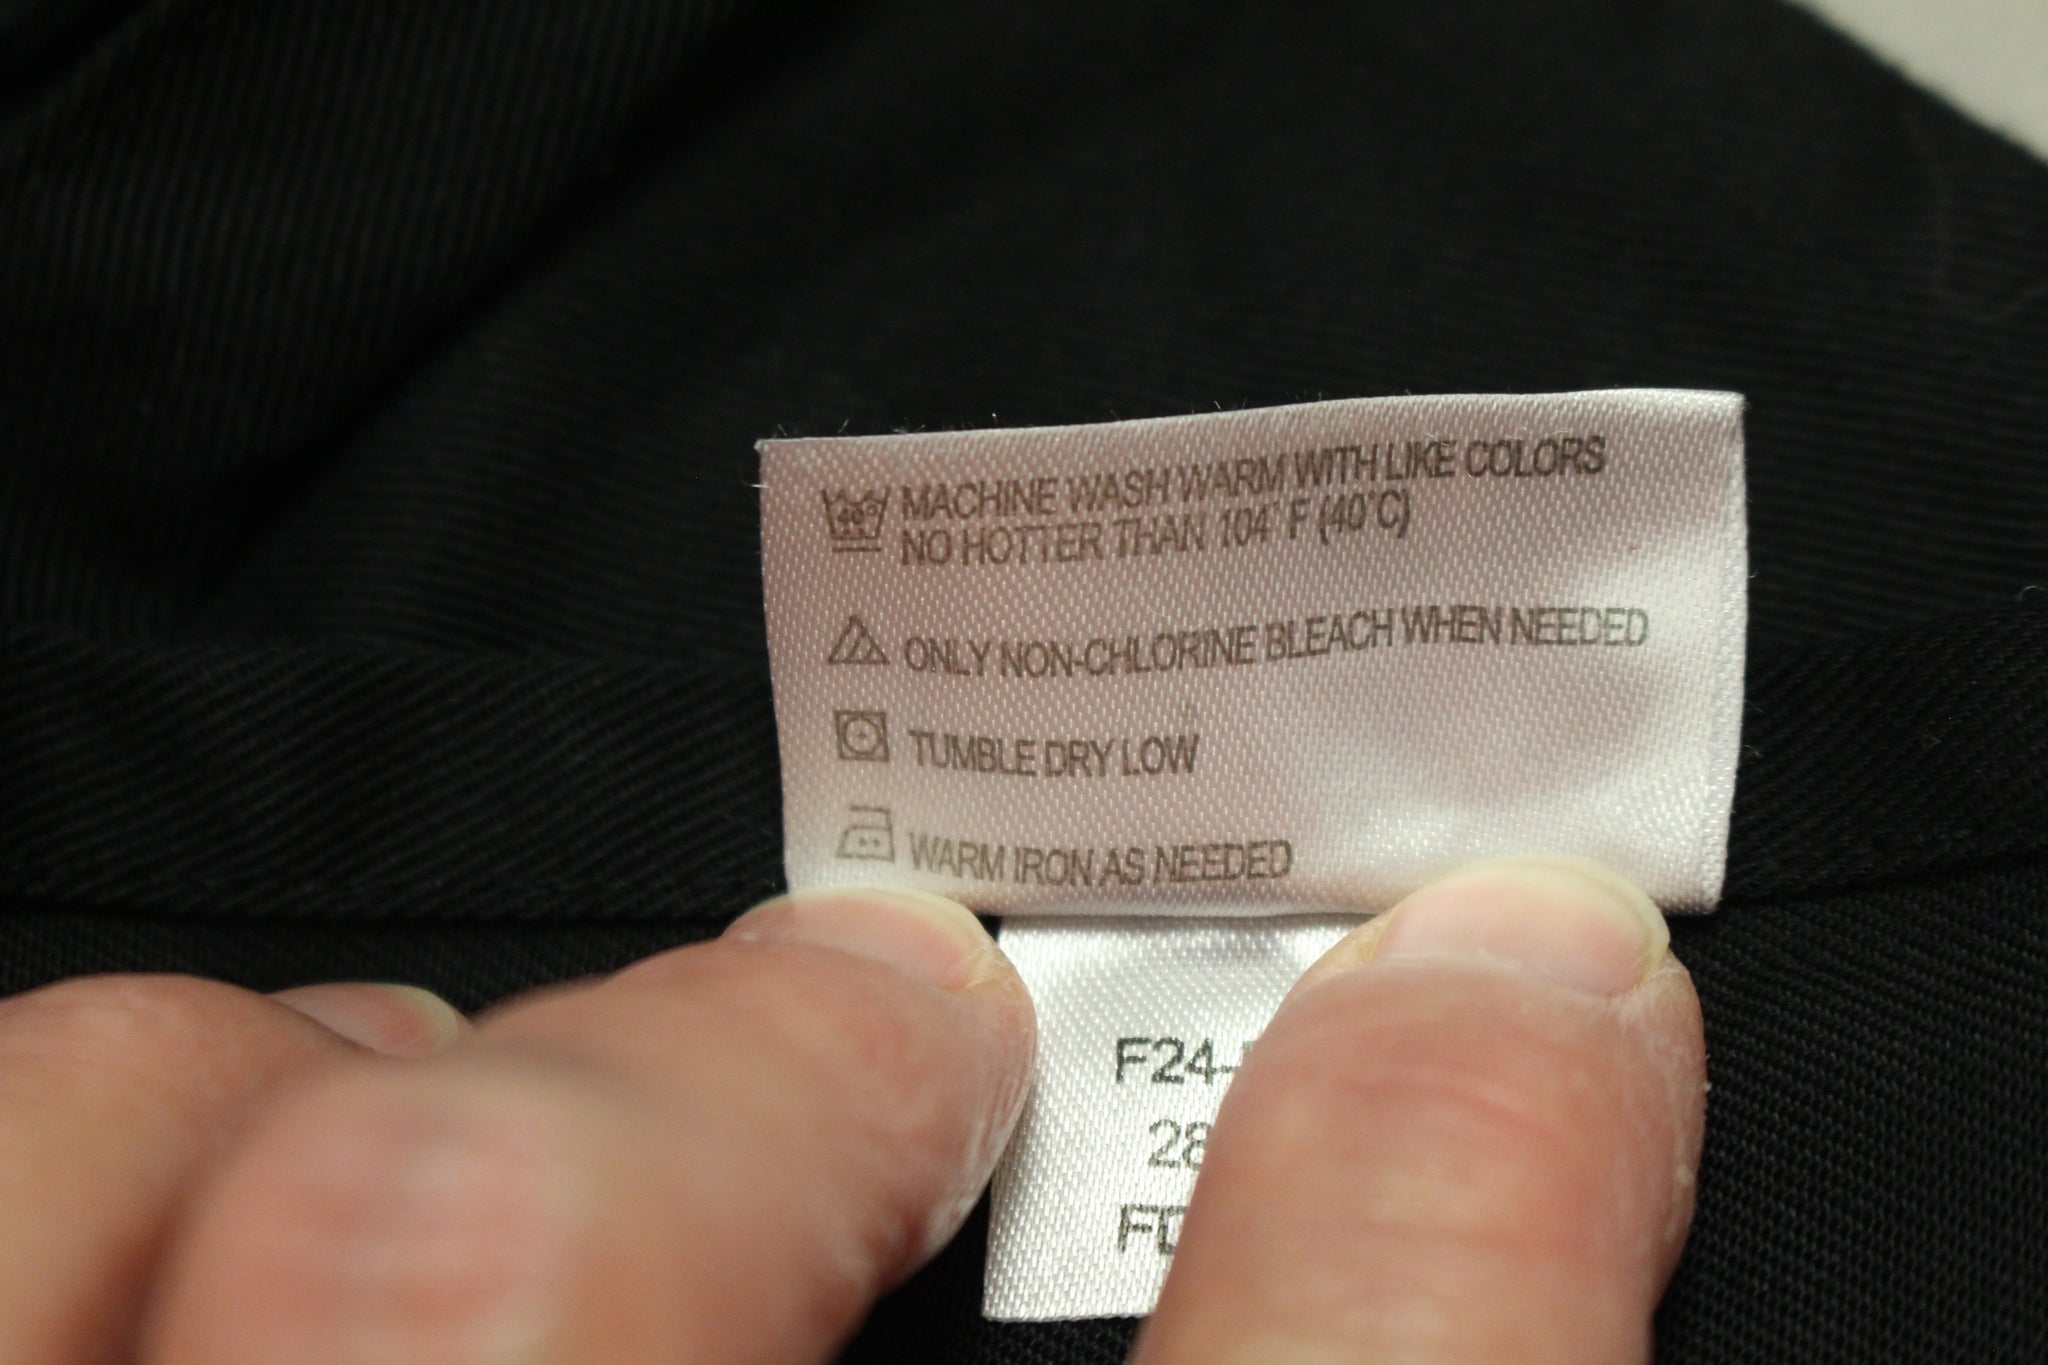 40°
MACHINE WASH WARM WITH LIKE COLORS
NO HOTTER THAN 104° F (40°C)
ONLY NON-CHLORINE BLEACH WHEN NEEDED
TUMBLE DRY LOW
WARM IRON AS NEEDED
F24-
28